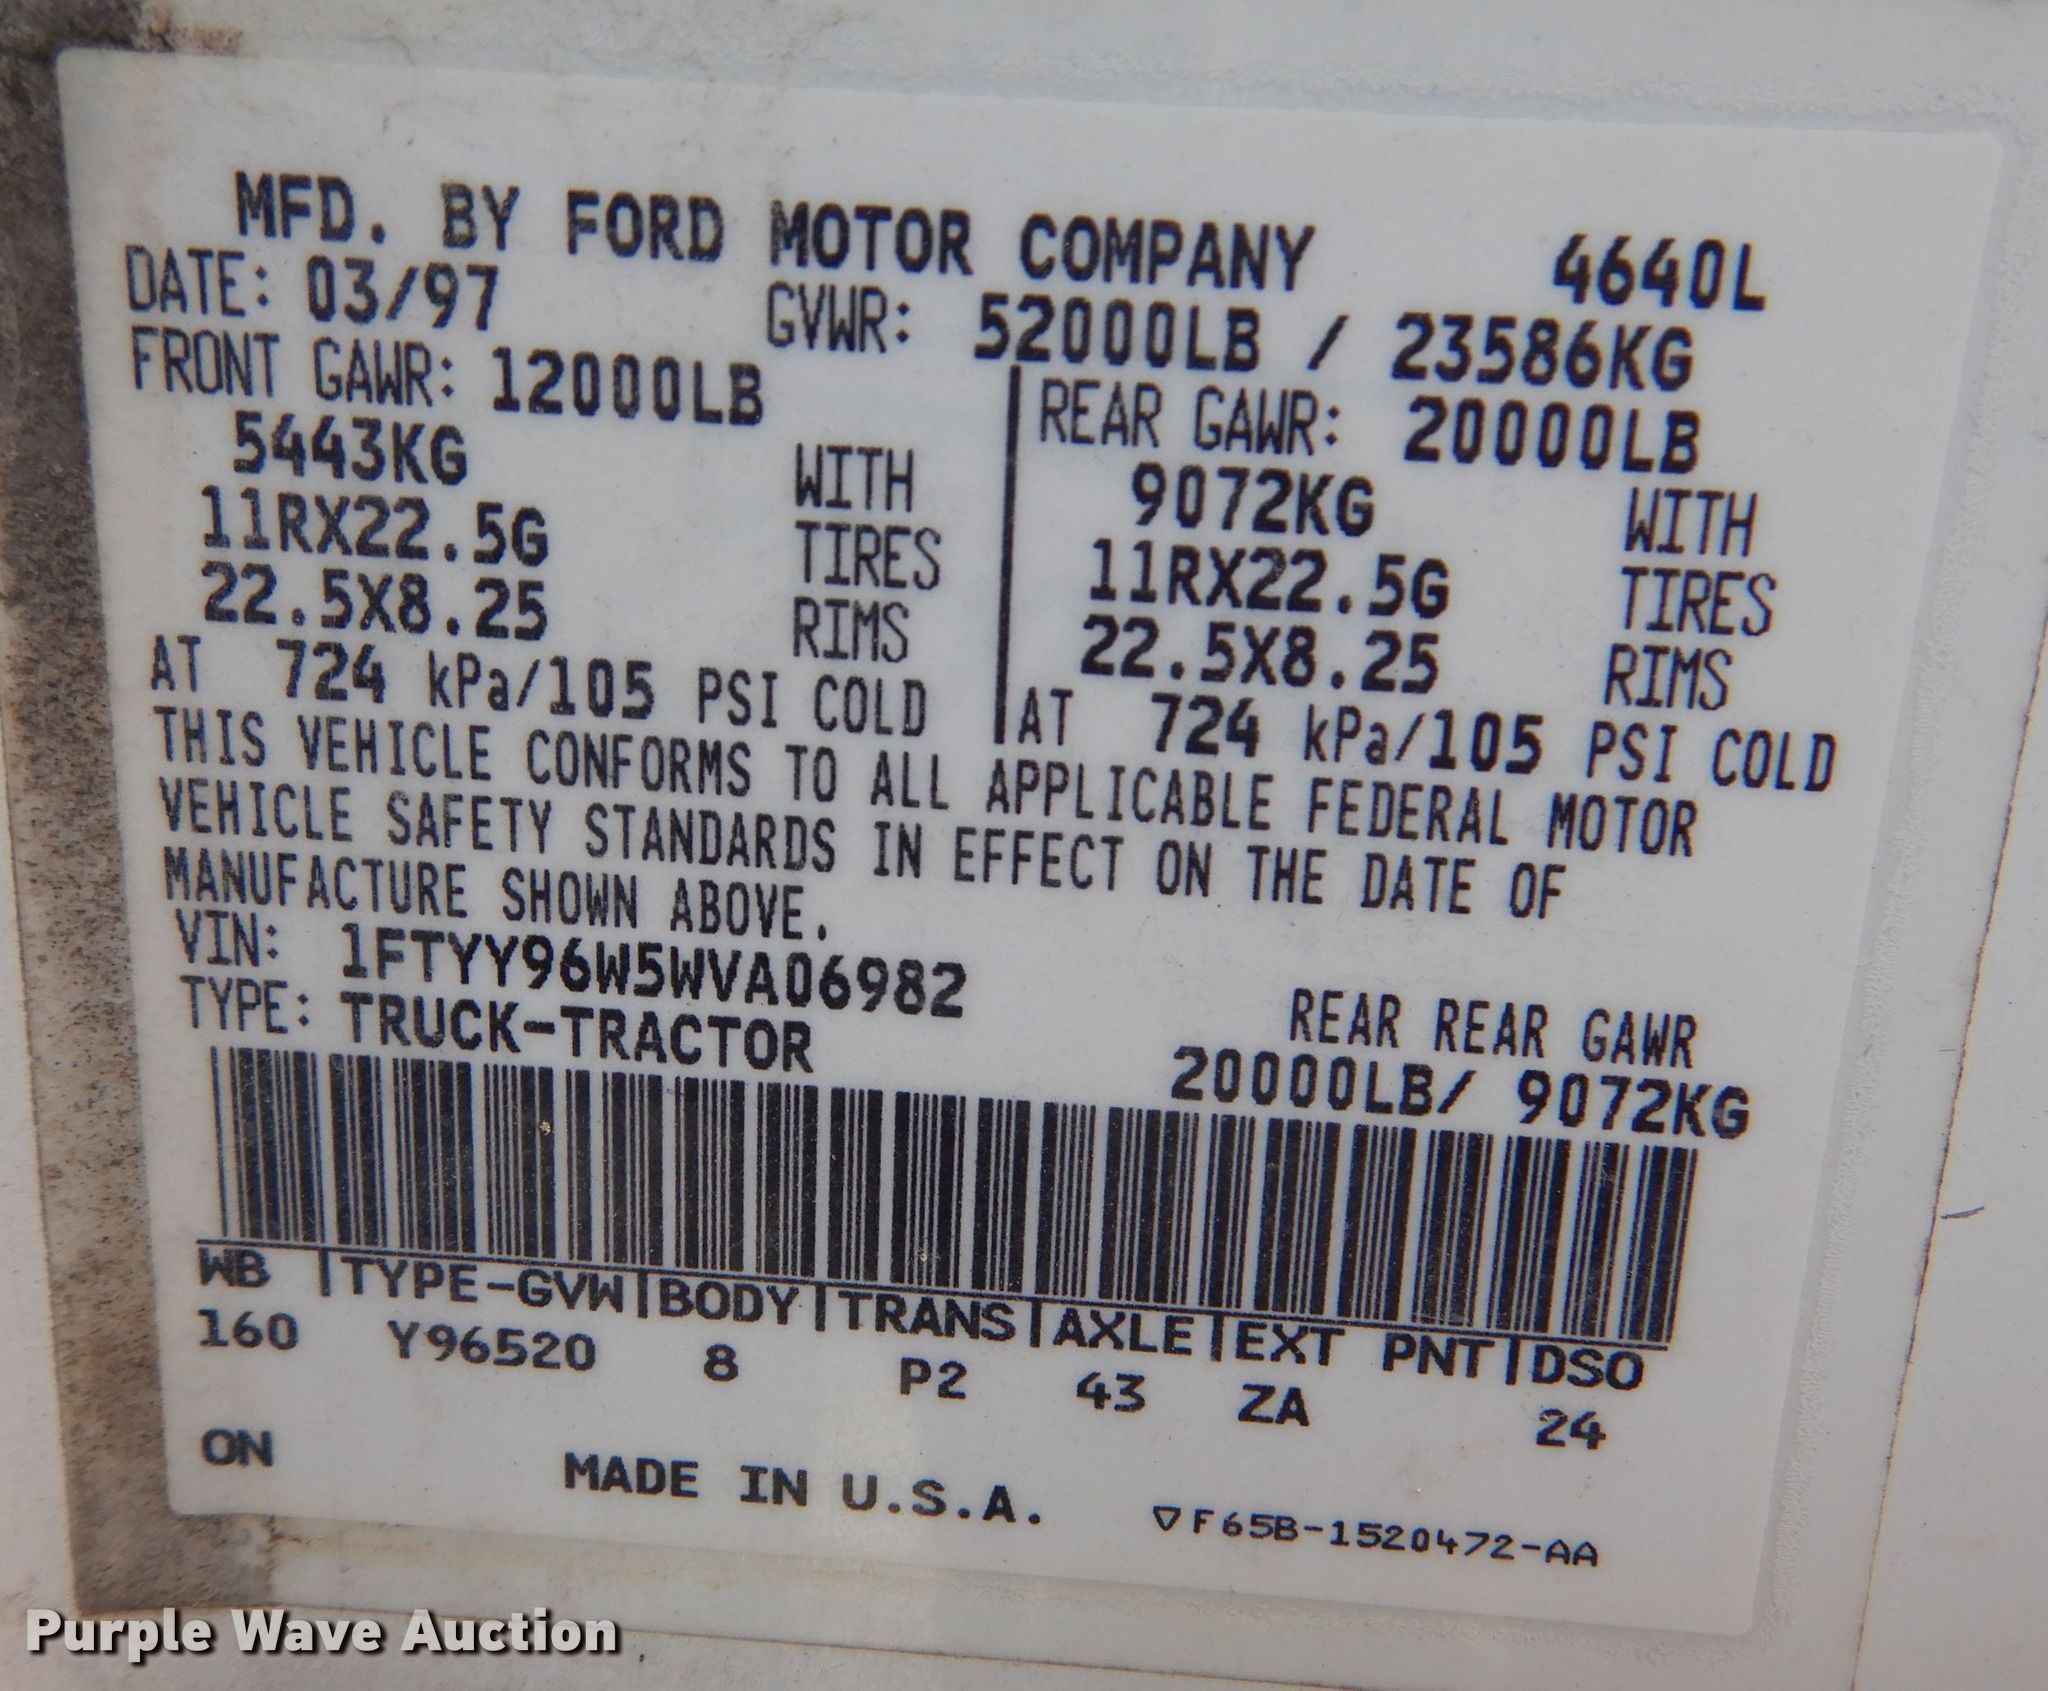 MFD. BY FORD MOTOR COMPANY 4640L
DATE: 03/97 GVWR: 52000LB / 23586KG
FRONT GAWR: 12000LB REAR GAWR: 20000LB
5443KG WITH 9072KG WITH
11RX22.5G TIRES 11RX22.5G TIRES
22.5X8.25 RIMS 22.5X8.25 RIMS
AT 724 kPa/105 PSI COLD AT 724 kPa/105 PSI COLD
THIS VEHICLE CONFORMS TO ALL APPLICABLE FEDERAL MOTOR
VEHICLE SAFETY STANDARDS IN EFFECT ON THE DATE OF
MANUFACTURE SHOWN ABOVE.
VIN: 1FTYY96W5WVA06982 REAR REAR GAWR
TYPE: TRUCK-TRACTOR 20000LB/ 9072KG
WB |TYPE-GVW|BODY|TRANS|AXLE|EXT PNT|DSO
160 Y96520 8 P2 43 ZA 24
ON MADE IN U.S.A. ▽F65B-1520472-AA
Purple Wave Auction